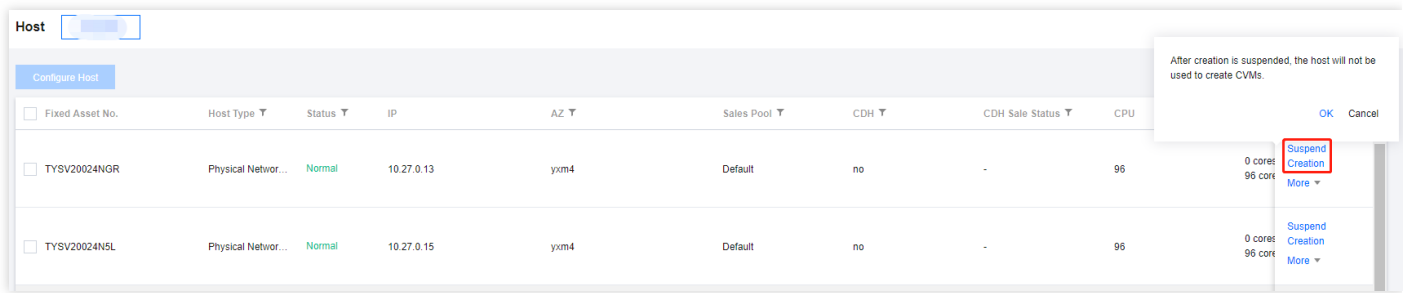 Host
After creation is suspended, the host will not be
used to create CVMs.
OK Cancel
Configure Host
Fixed Asset No. Host Type Status IP AZ Sales Pool CDH CDH Sale Status CPU
TYSV20024NGR Physical Networ... Normal 10.27.0.13 yxm4 Default no - 96
0 cores
96 core
Suspend
Creation
More
TYSV20024N5L Physical Networ... Normal 10.27.0.15 yxm4 Default no - 96
0 cores
96 core
Suspend
Creation
More